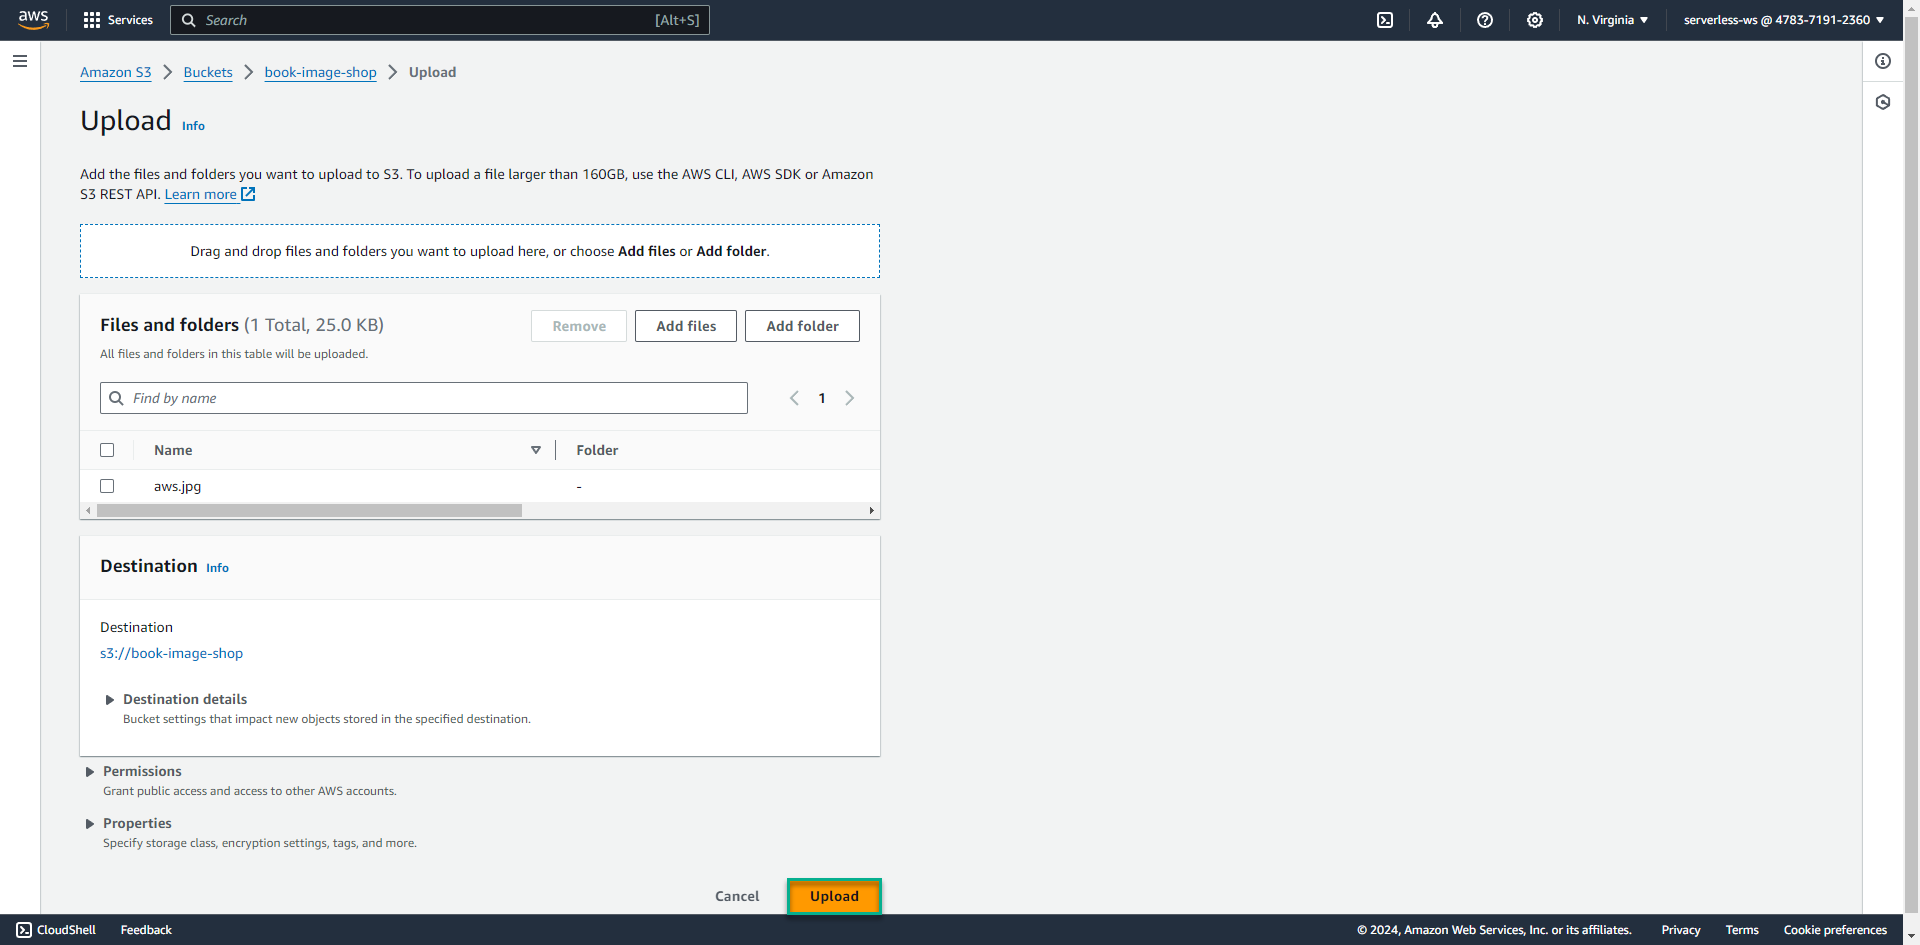 aws Services Search [Alt+S] N. Virginia ▼ serverless-ws @ 4783-7191-2360 ▼
Amazon S3 > Buckets > book-image-shop > Upload
Upload Info
Add the files and folders you want to upload to S3. To upload a file larger than 160GB, use the AWS CLI, AWS SDK or Amazon
S3 REST API. Learn more
Drag and drop files and folders you want to upload here, or choose Add files or Add folder.
Files and folders (1 Total, 25.0 KB) Remove Add files Add folder
All files and folders in this table will be uploaded.
Find by name 1
Name Folder
aws.jpg -
Destination Info
Destination
s3://book-image-shop
Destination details
Bucket settings that impact new objects stored in the specified destination.
Permissions
Grant public access and access to other AWS accounts.
Properties
Specify storage class, encryption settings, tags, and more.
Cancel Upload
CloudShell Feedback © 2024, Amazon Web Services, Inc. or its affiliates. Privacy Terms Cookie preferences